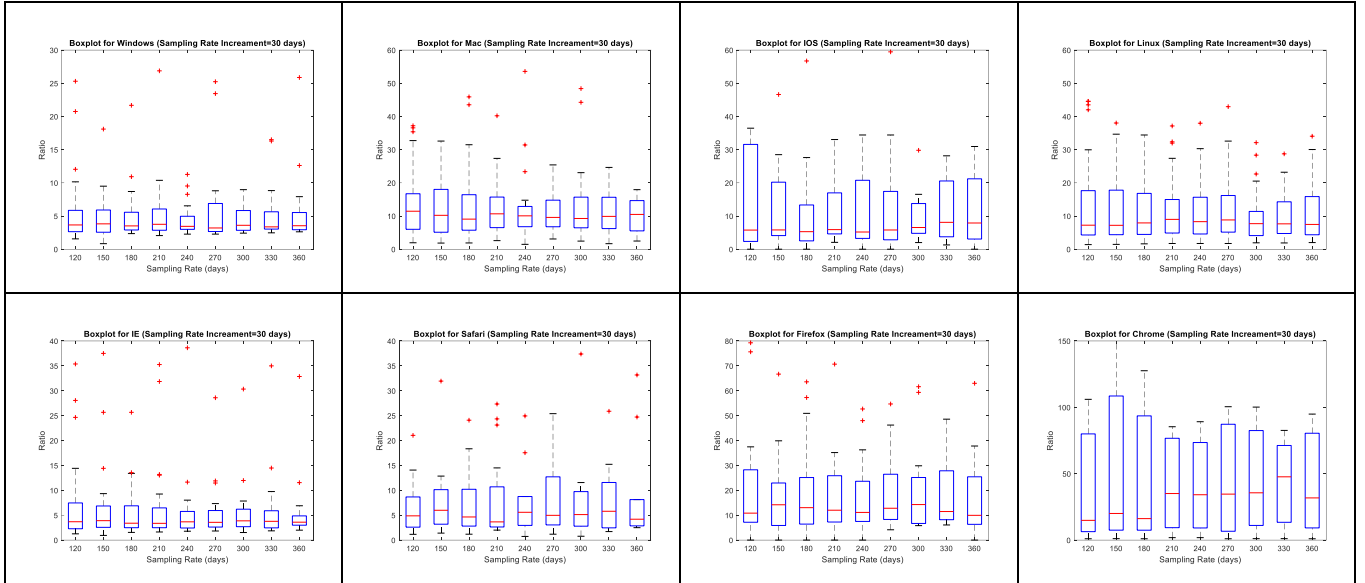 Boxplot for Windows (Sampling Rate Increament=30 days)
30
25
20
15
10
5
0
Ratio
120 150 180 210 240 270 300 330 360
Sampling Rate (days)
Boxplot for Mac (Sampling Rate Increament=30 days)
60
50
40
30
20
10
0
Ratio
120 150 180 210 240 270 300 330 360
Sampling Rate (days)
Boxplot for IOS (Sampling Rate Increament=30 days)
60
50
40
30
20
10
0
Ratio
120 150 180 210 240 270 300 330 360
Sampling Rate (days)
Boxplot for Linux (Sampling Rate Increament=30 days)
60
50
40
30
20
10
0
Ratio
120 150 180 210 240 270 300 330 360
Sampling Rate (days)
Boxplot for IE (Sampling Rate Increament=30 days)
40
35
30
25
20
15
10
5
0
Ratio
120 150 180 210 240 270 300 330 360
Sampling Rate (days)
Boxplot for Safari (Sampling Rate Increament=30 days)
40
35
30
25
20
15
10
5
0
Ratio
120 150 180 210 240 270 300 330 360
Sampling Rate (days)
Boxplot for Firefox (Sampling Rate Increament=30 days)
80
70
60
50
40
30
20
10
0
Ratio
120 150 180 210 240 270 300 330 360
Sampling Rate (days)
Boxplot for Chrome (Sampling Rate Increament=30 days)
150
100
50
0
Ratio
120 150 180 210 240 270 300 330 360
Sampling Rate (days)